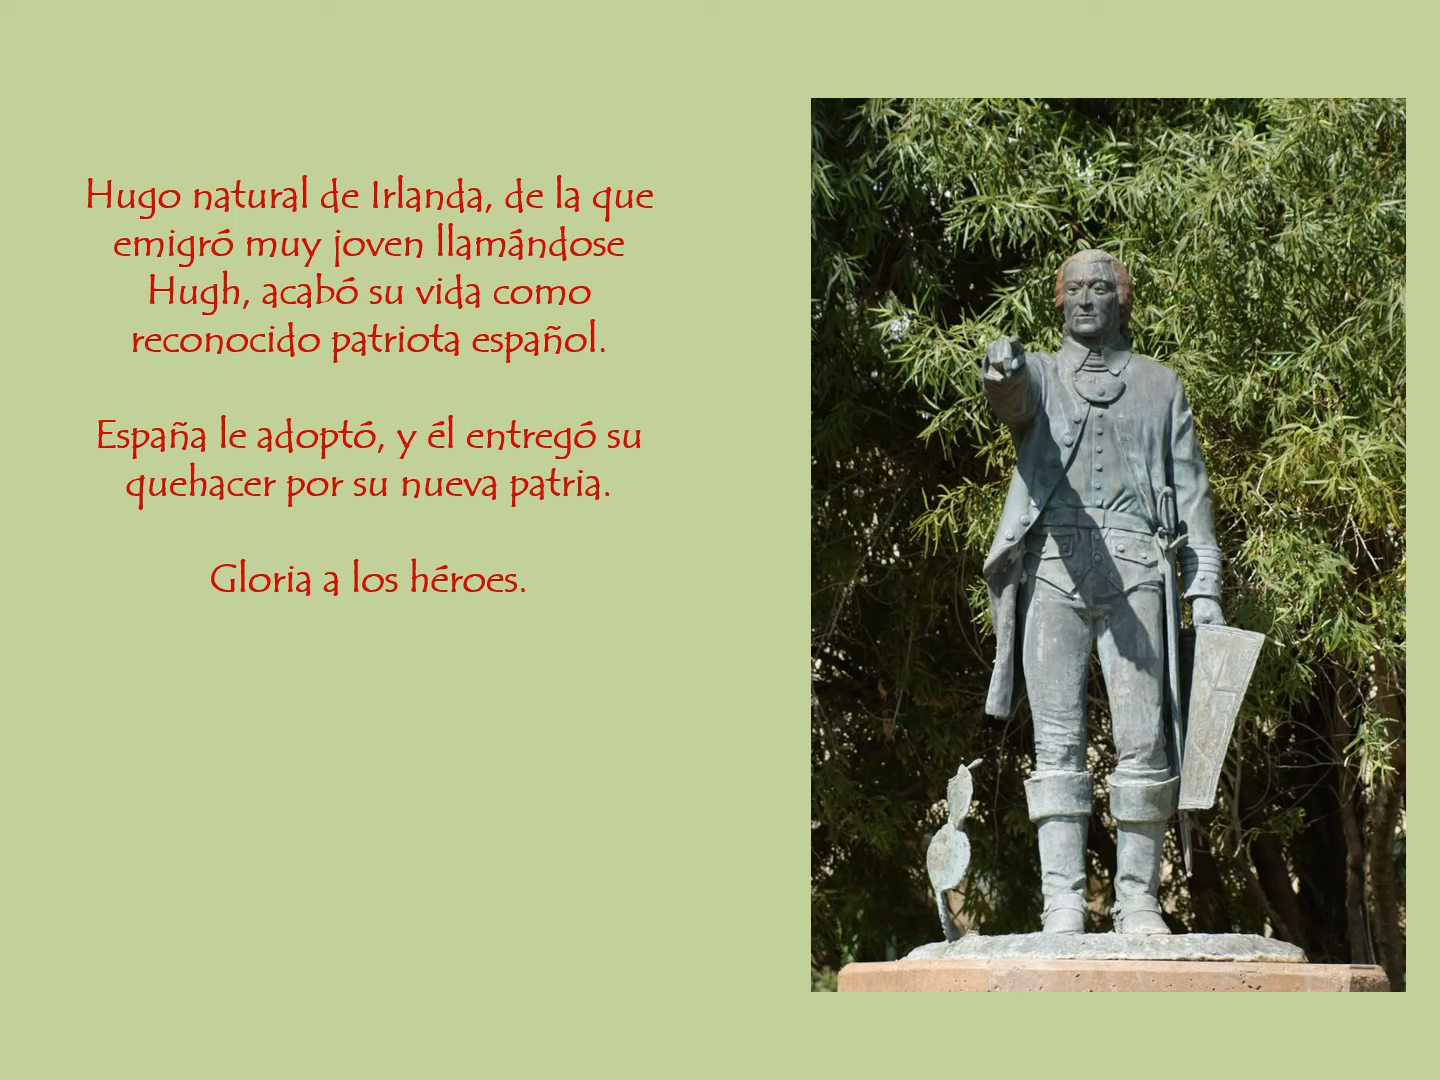 Hugo natural de Irlanda, de la que
emigró muy joven llamándose
Hugh, acabó su vida como
reconocido patriota español.
España le adoptó, y él entregó su
quehacer por su nueva patria.
Gloria a los héroes.